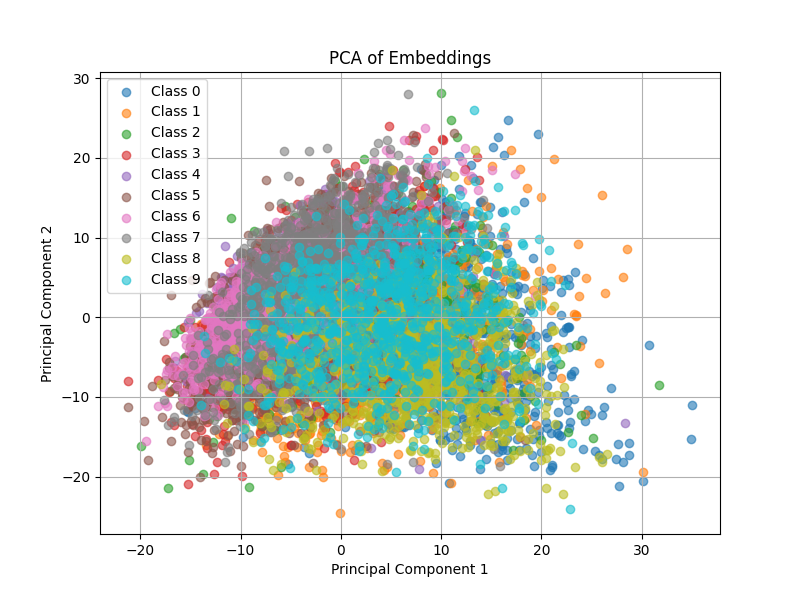 PCA of Embeddings
30
20
10
0
−10
−20
Principal Component 2
Class 0
Class 1
Class 2
Class 3
Class 4
Class 5
Class 6
Class 7
Class 8
Class 9
−20
−10
0
10
20
30
Principal Component 1